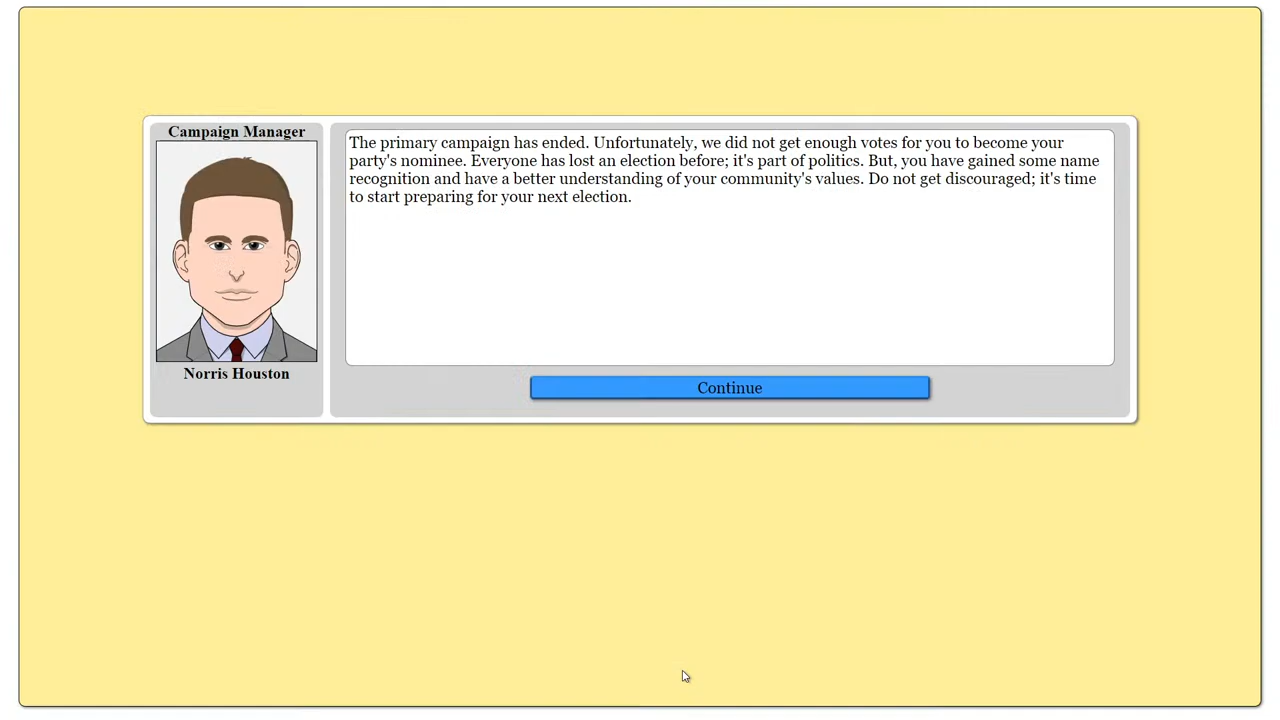 Campaign Manager
Norris Houston
The primary campaign has ended. Unfortunately, we did not get enough votes for you to become your
party's nominee. Everyone has lost an election before; it's part of politics. But, you have gained some name
recognition and have a better understanding of your community's values. Do not get discouraged; it's time
to start preparing for your next election.
Continue